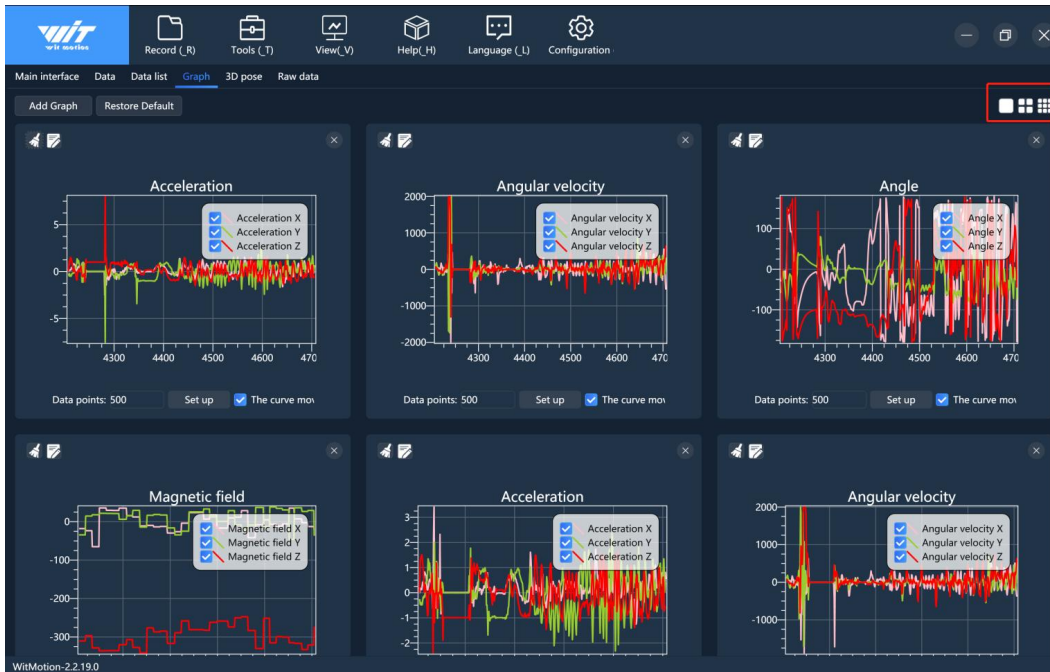 WiT
wit motion
Record (_R)
Tools (_T)
View(_V)
Help(_H)
Language (_L)
Configuration
Main interface Data Data list Graph 3D pose Raw data
Add Graph Restore Default
Acceleration
Acceleration X
Acceleration Y
Acceleration Z
5
0
-5
4300 4400 4500 4600 470
Data points: 500 Set up The curve mov
Angular velocity
Angular velocity X
Angular velocity Y
Angular velocity Z
2000
1000
0
-1000
-2000
4300 4400 4500 4600 470
Data points: 500 Set up The curve mov
Angle
Angle X
Angle Y
Angle Z
100
0
-100
4300 4400 4500 4600 470
Data points: 500 Set up The curve mov
Magnetic field
Magnetic field X
Magnetic field Y
Magnetic field Z
0
-100
-200
-300
Acceleration
Acceleration X
Acceleration Y
Acceleration Z
3
2
1
0
-1
-2
Angular velocity
Angular velocity X
Angular velocity Y
Angular velocity Z
2000
1000
0
-1000
WitMotion-2.2.19.0